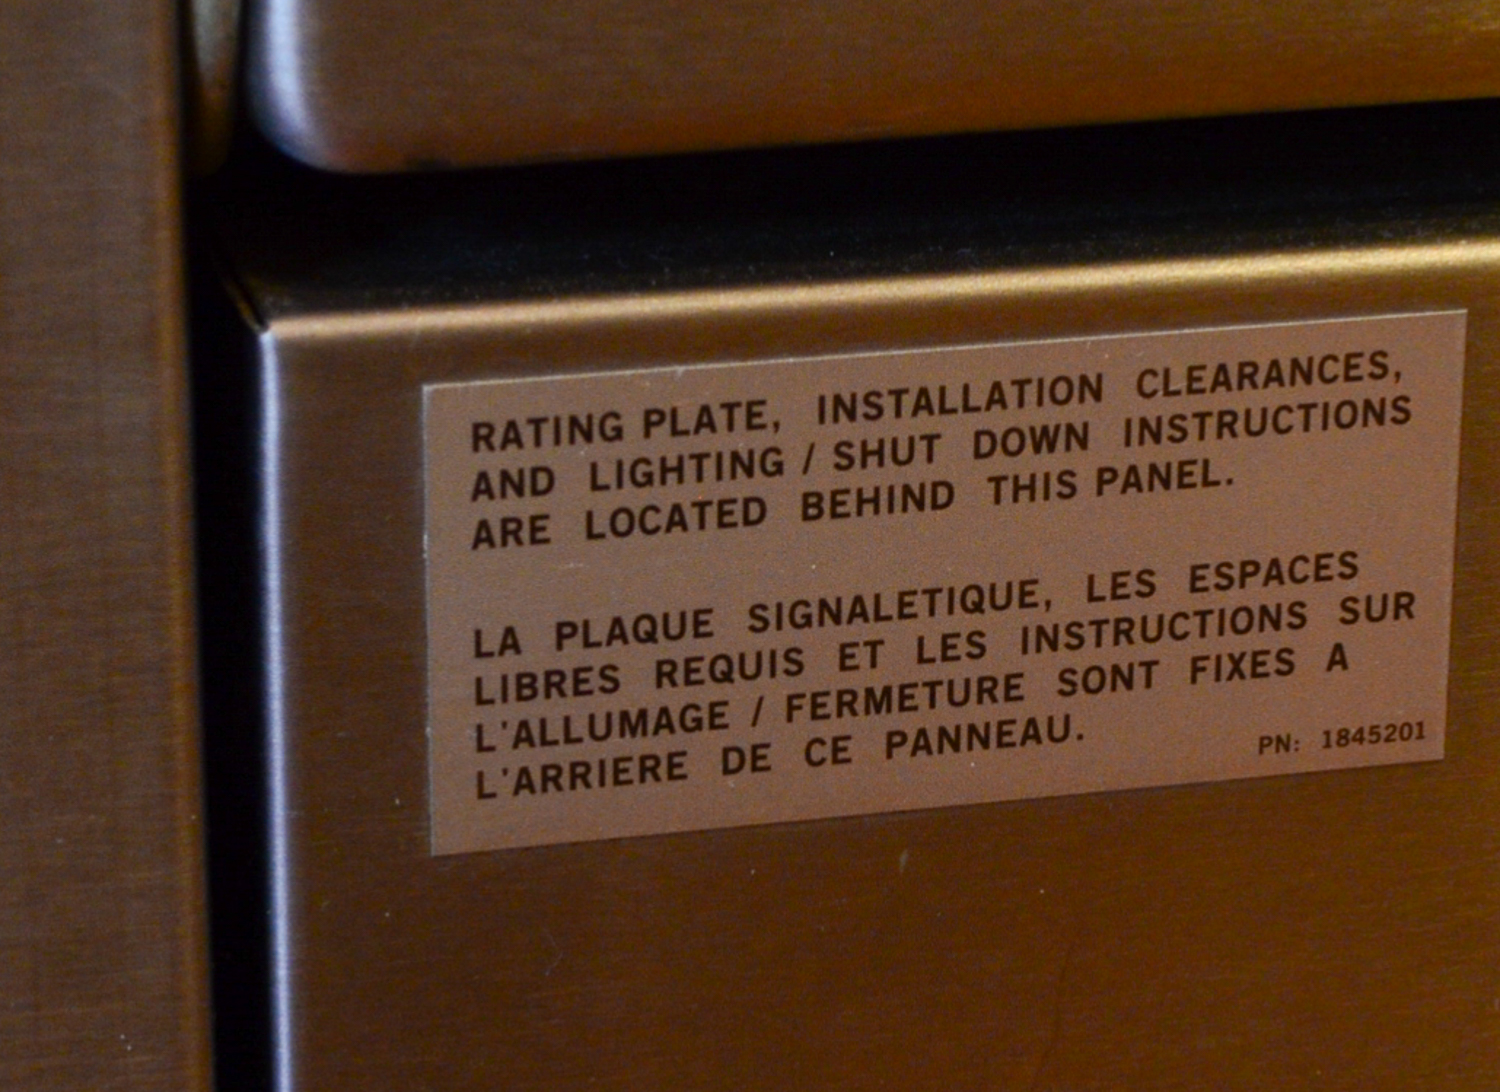 RATING PLATE, INSTALLATION CLEARANCES,
AND LIGHTING / SHUT DOWN INSTRUCTIONS
ARE LOCATED BEHIND THIS PANEL.
LA PLAQUE SIGNALETIQUE, LES ESPACES
LIBRES REQUIS ET LES INSTRUCTIONS SUR
L'ALLUMAGE / FERMETURE SONT FIXES A
L'ARRIERE DE CE PANNEAU.
PN: 1845201